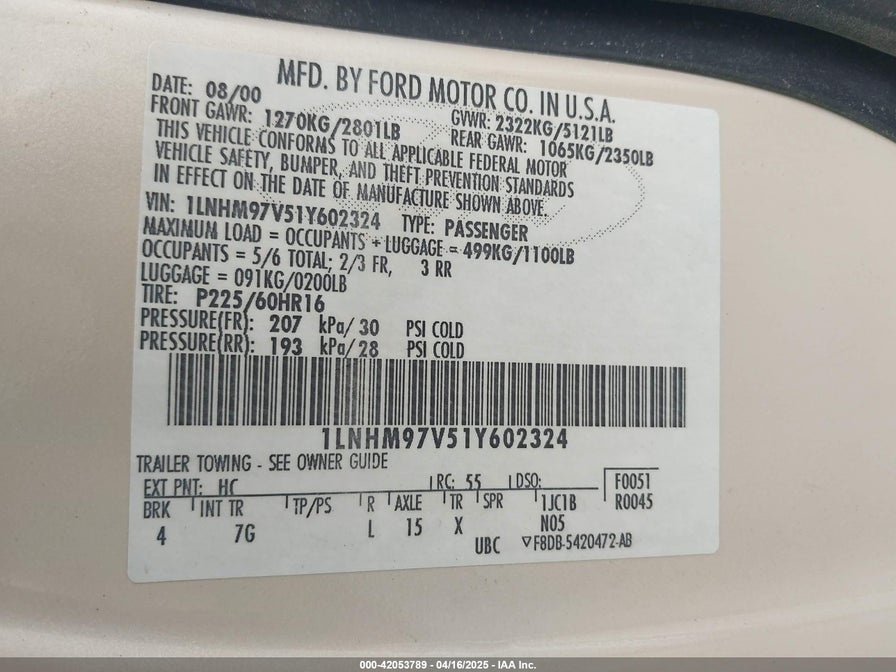 MFD. BY FORD MOTOR CO. IN U.S.A.
DATE: 08/00 GVWR: 2322KG/5121LB
FRONT GAWR: 1270KG/2801LB REAR GAWR: 1065KG/2350LB
THIS VEHICLE CONFORMS TO ALL APPLICABLE FEDERAL MOTOR
VEHICLE SAFETY, BUMPER, AND THEFT PREVENTION STANDARDS
IN EFFECT ON THE DATE OF MANUFACTURE SHOWN ABOVE.
VIN: 1LNHM97V51Y602324 TYPE: PASSENGER
MAXIMUM LOAD = OCCUPANTS + LUGGAGE = 499KG/1100LB
OCCUPANTS = 5/6 TOTAL; 2/3 FR, 3 RR
LUGGAGE = 091KG/0200LB
TIRE: P225/60HR16
PRESSURE(FR): 207 kPa/ 30 PSI COLD
PRESSURE(RR): 193 kPa/ 28 PSI COLD
1LNHM97V51Y602324
TRAILER TOWING - SEE OWNER GUIDE
EXT PNT: HC RC: 55 DSO: F0051
BRK INT TR TP/PS R AXLE TR SPR 1JC1B R0045
4 7G L 15 X N05
UBC ▽F8DB-5420472-AB
000-42053789 - 04/16/2025 - IAA Inc.